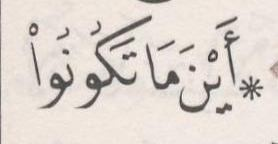 * أَيْنَ مَا تَكُونُواْ